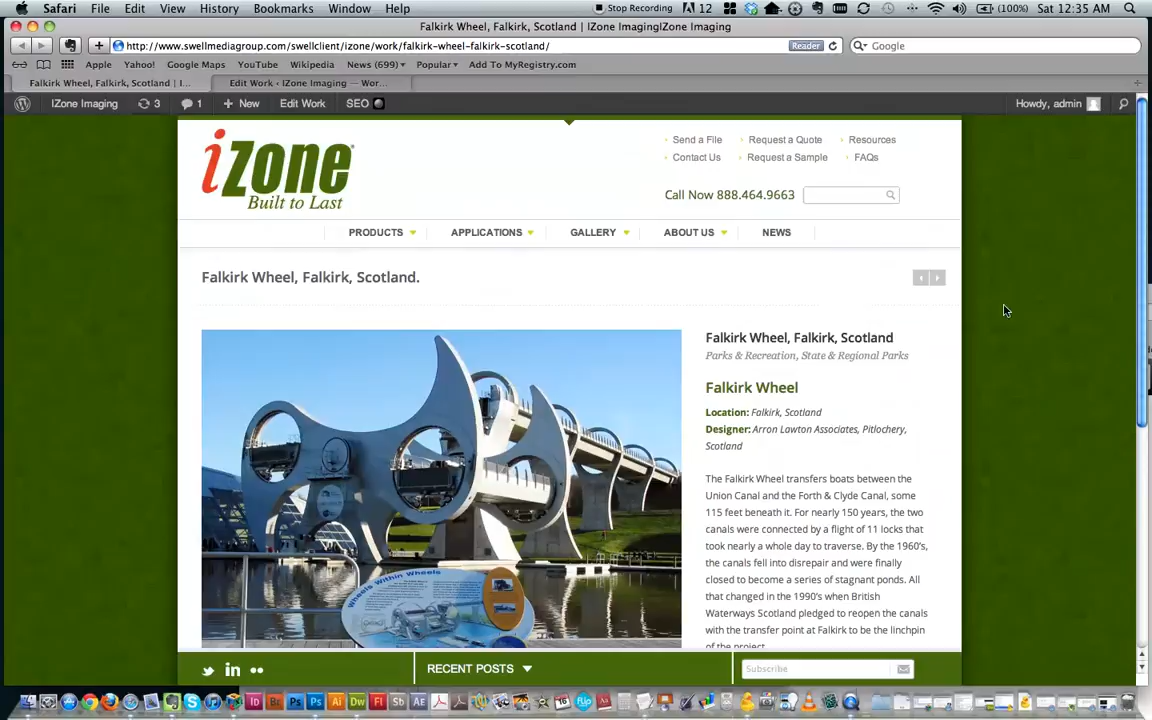 Safari File Edit View History Bookmarks Window Help Stop Recording 12 (100%) Sat 12:35 AM
Falkirk Wheel, Falkirk, Scotland | IZone ImagingIZone Imaging
http://www.swellmediagroup.com/swellclient/izone/work/falkirk-wheel-falkirk-scotland/ Reader Google
Apple Yahoo! Google Maps YouTube Wikipedia News (699) Popular Add To MyRegistry.com
Falkirk Wheel, Falkirk, Scotland | I... Edit Work ‹ IZone Imaging — Wor...
IZone Imaging 3 1 + New Edit Work SEO Howdy, admin
Send a File Request a Quote Resources
Contact Us Request a Sample FAQs
iZone
Built to Last
Call Now 888.464.9663
PRODUCTS APPLICATIONS GALLERY ABOUT US NEWS
Falkirk Wheel, Falkirk, Scotland.
Falkirk Wheel, Falkirk, Scotland
Parks & Recreation, State & Regional Parks
Falkirk Wheel
Location: Falkirk, Scotland
Designer: Arron Lawton Associates, Pitlochery,
Scotland
The Falkirk Wheel transfers boats between the
Union Canal and the Forth & Clyde Canal, some
115 feet beneath it. For nearly 150 years, the two
canals were connected by a flight of 11 locks that
took nearly a whole day to traverse. By the 1960's,
the canals fell into disrepair and were finally
closed to become a series of stagnant ponds. All
that changed in the 1990's when British
Waterways Scotland pledged to reopen the canals
with the transfer point at Falkirk to be the linchpin
of the project.
Wheels Within Wheels
RECENT POSTS Subscribe